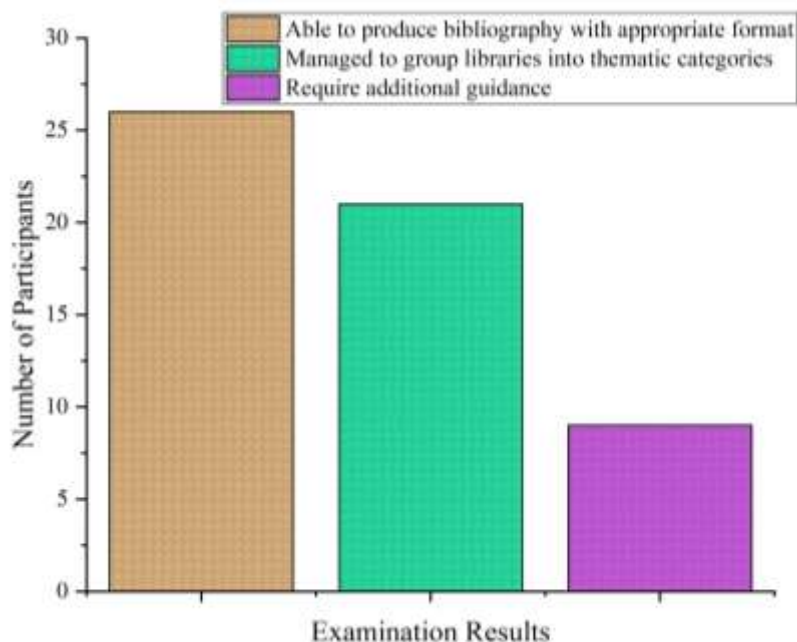 Able to produce bibliography with appropriate format
Managed to group libraries into thematic categories
Require additional guidance
30
25
20
15
10
5
0
Number of Participants
Examination Results